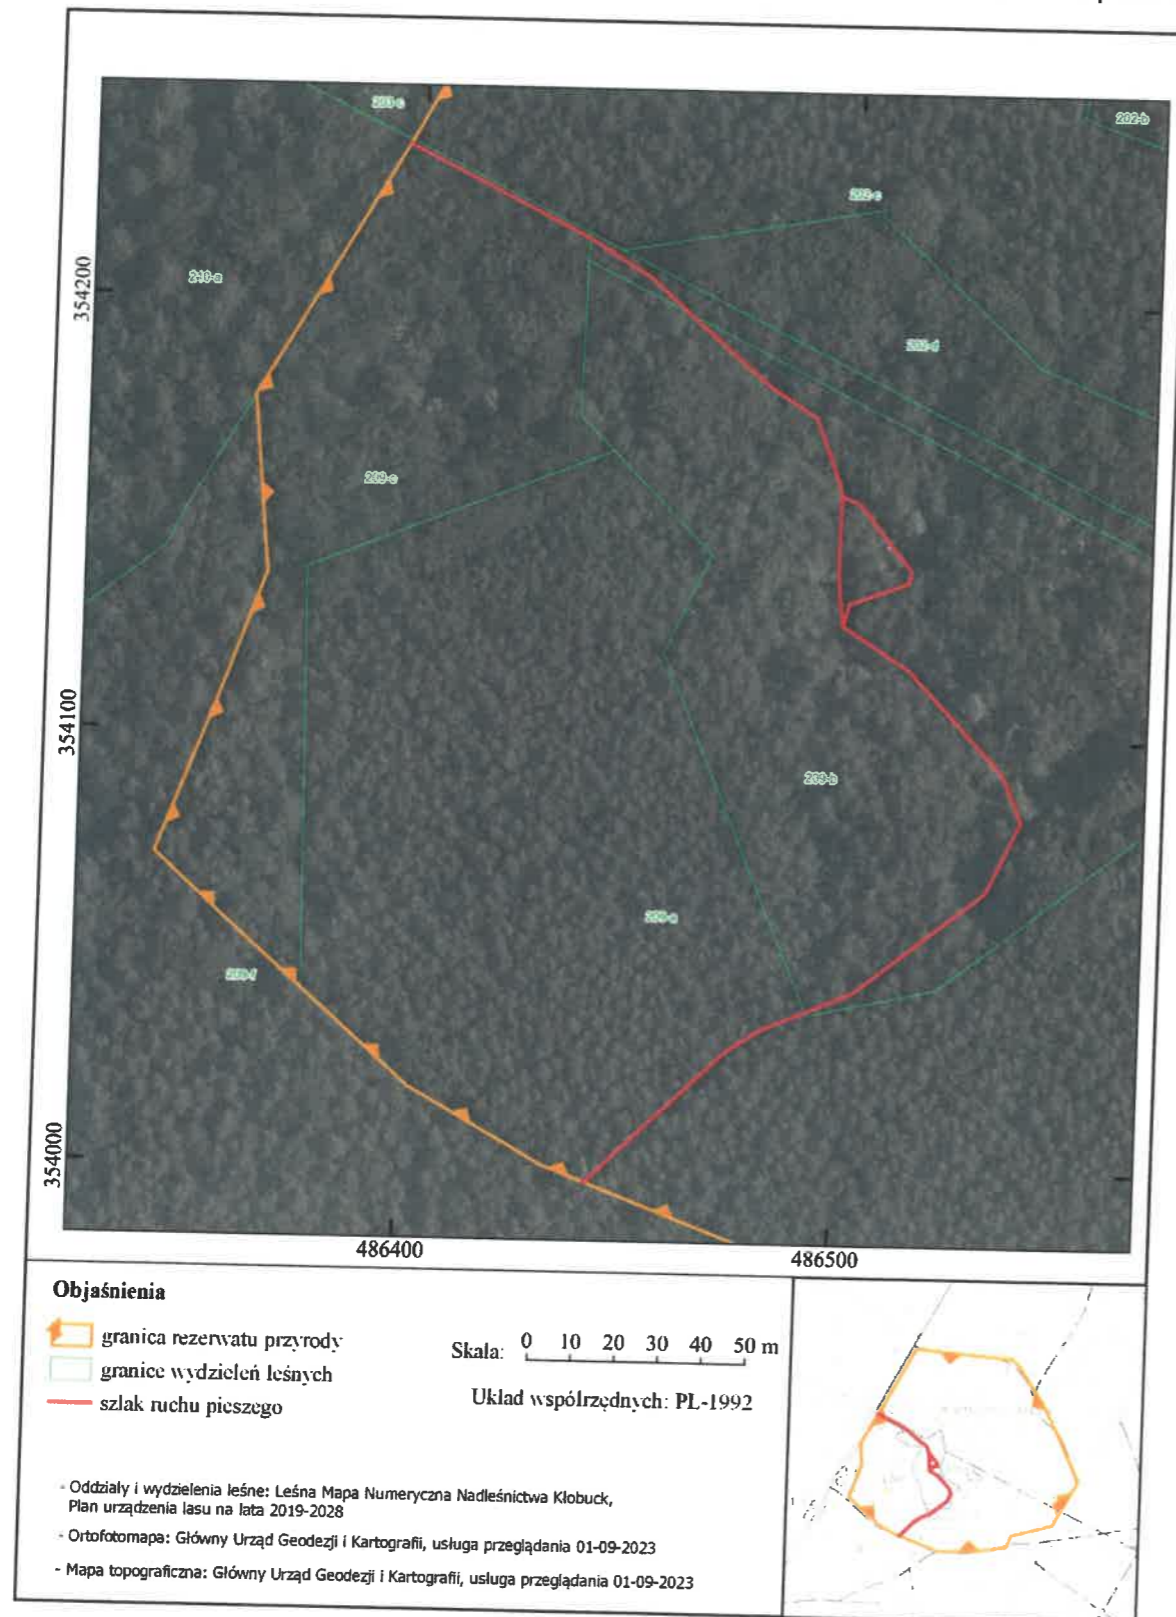 203-c
202-b
202-c
210-a
202-d
209-c
209-b
209-a
209-f
354200
354100
354000
486400
486500
Objaśnienia
granica rezerwatu przyrody
granice wydzieleń leśnych
szlak ruchu pieszego
Skala: 0 10 20 30 40 50 m
Układ współrzędnych: PL-1992
- Oddziały i wydzielenia leśne: Leśna Mapa Numeryczna Nadleśnictwa Kłobuck,
Plan urządzenia lasu na lata 2019-2028
- Ortofotomapa: Główny Urząd Geodezji i Kartografii, usługa przeglądania 01-09-2023
- Mapa topograficzna: Główny Urząd Geodezji i Kartografii, usługa przeglądania 01-09-2023